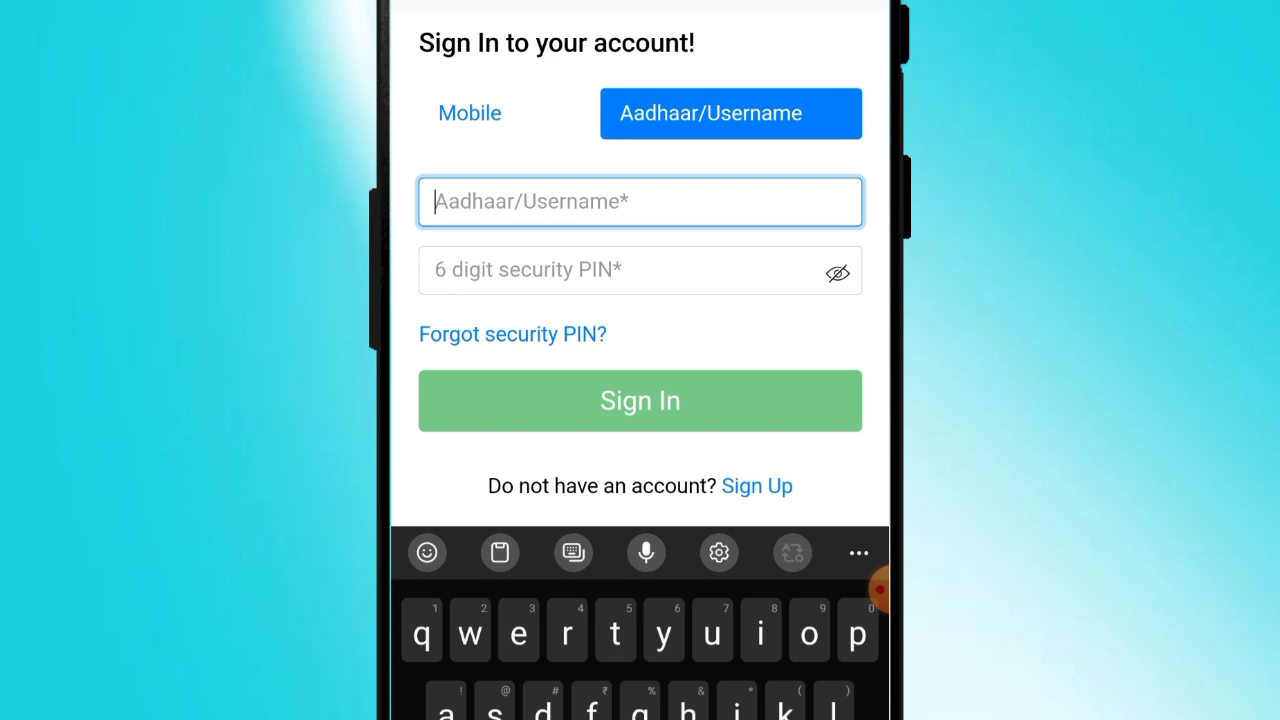 Sign In to your account!
Mobile Aadhaar/Username
Aadhaar/Username*
6 digit security PIN*
Forgot security PIN?
Sign In
Do not have an account? Sign Up
1 2 3 4 5 6 7 8 9 0
q w e r t y u i o p
! @ # ₹ % & * ( )
a s d f g h j k l